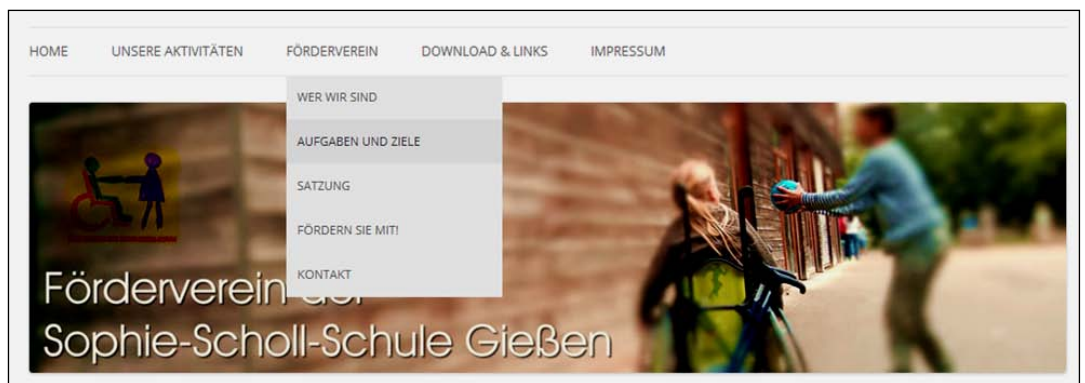 HOME UNSERE AKTIVITÄTEN FÖRDERVEREIN DOWNLOAD & LINKS IMPRESSUM
WER WIR SIND
AUFGABEN UND ZIELE
SATZUNG
FÖRDERN SIE MIT!
KONTAKT
Förderverein der
Sophie-Scholl-Schule Gießen